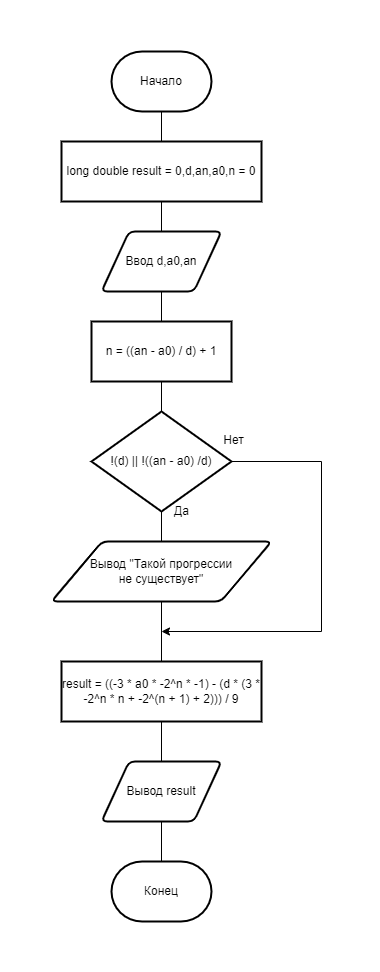 Начало
long double result = 0,d,an,a0,n = 0
Ввод d,a0,an
n = ((an - a0) / d) + 1
Нет
!(d) || !((an - a0) /d)
Да
Вывод "Такой прогрессии
не существует"
result = ((-3 * a0 * -2^n * -1) - (d * (3 *
-2^n * n + -2^(n + 1) + 2))) / 9
Вывод result
Конец